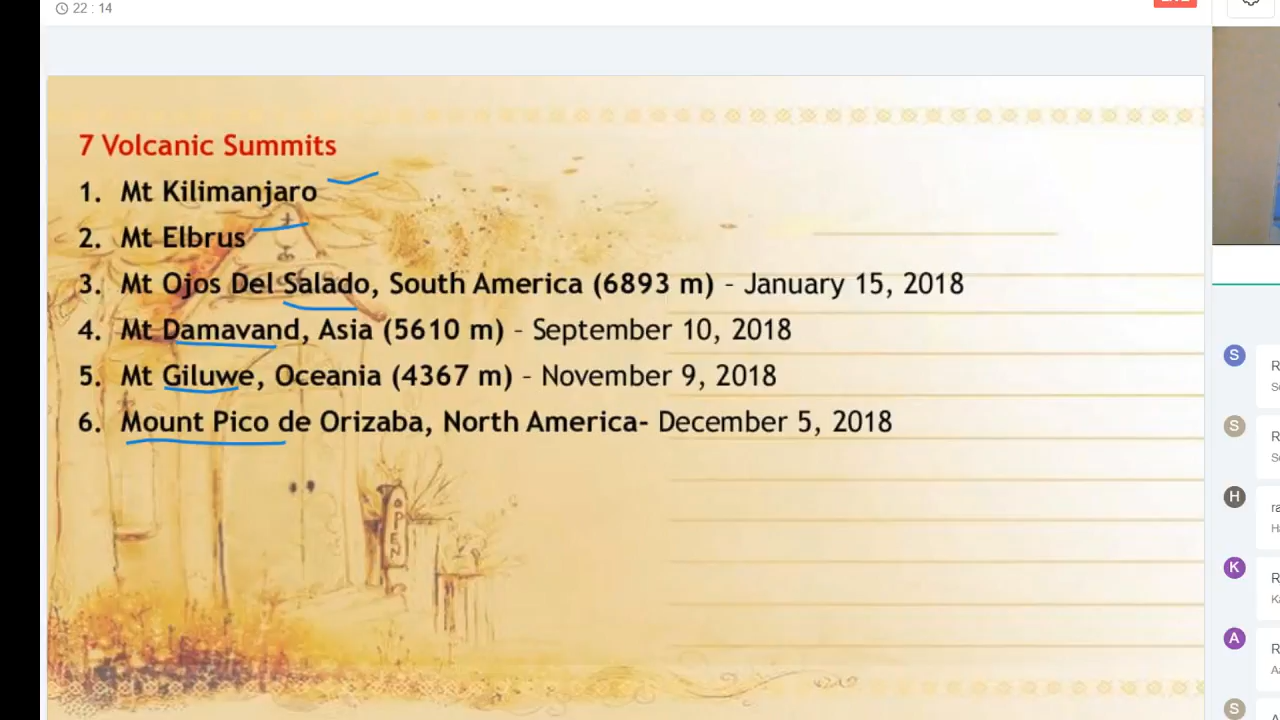 22 : 14
7 Volcanic Summits
1. Mt Kilimanjaro
2. Mt Elbrus
3. Mt Ojos Del Salado, South America (6893 m) - January 15, 2018
4. Mt Damavand, Asia (5610 m) - September 10, 2018
5. Mt Giluwe, Oceania (4367 m) - November 9, 2018
6. Mount Pico de Orizaba, North America- December 5, 2018
OPEN
S
S
H
K
A
S